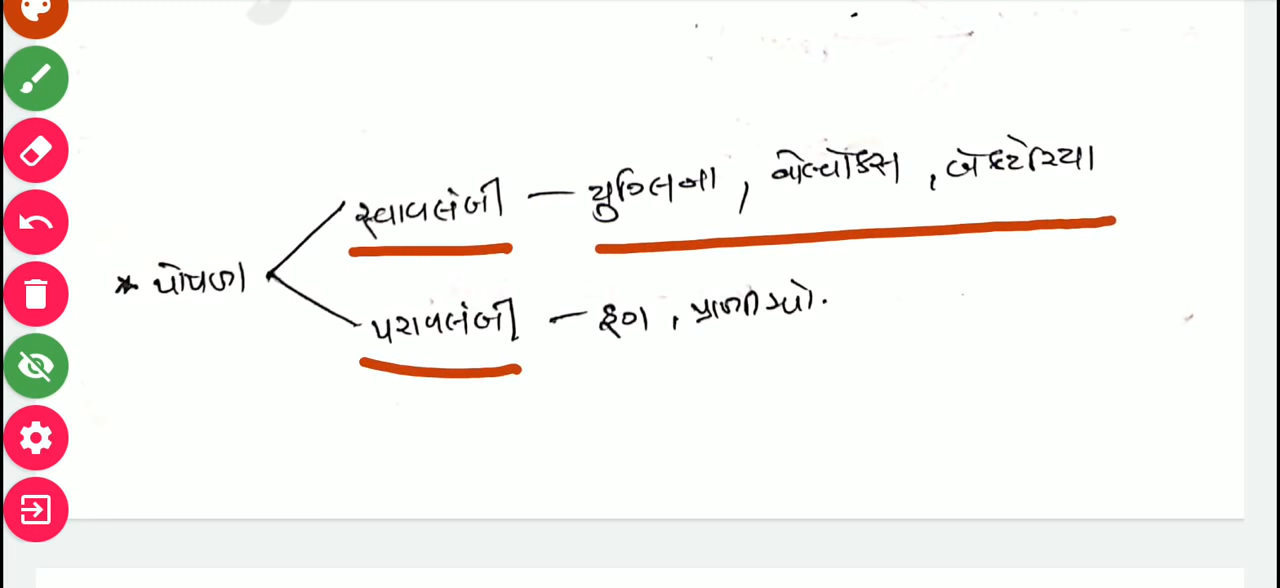 સ્વાવલંબી – યુગ્લિના, વોલ્વોક્સ, બેક્ટેરિયા
* પોષણ
પરાવલંબી – ફૂગ, પ્રાણીઓ.